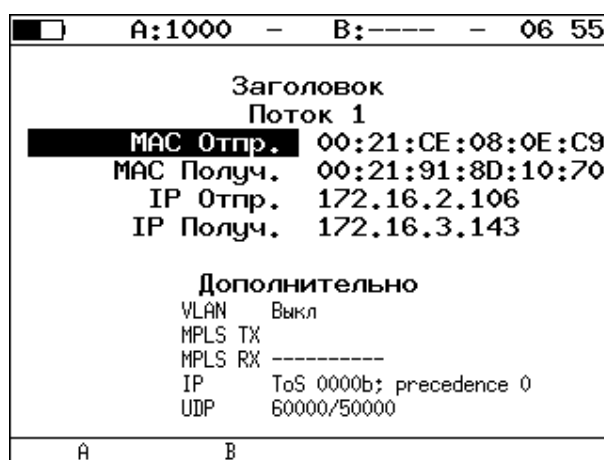 A:1000 – B:---- – 06 55
Заголовок
Поток 1
MAC Отпр. 00:21:CE:08:0E:C9
MAC Получ. 00:21:91:8D:10:70
IP Отпр. 172.16.2.106
IP Получ. 172.16.3.143
Дополнительно
VLAN Выкл
MPLS TX
MPLS RX ----------
IP ToS 0000b; precedence 0
UDP 60000/50000
A B